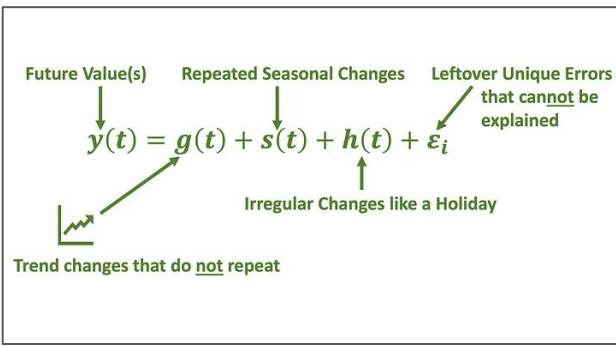 Future Value(s)
Repeated Seasonal Changes
Leftover Unique Errors
that cannot be
explained
y(t) = g(t) + s(t) + h(t) + εᵢ
Irregular Changes like a Holiday
Trend changes that do not repeat